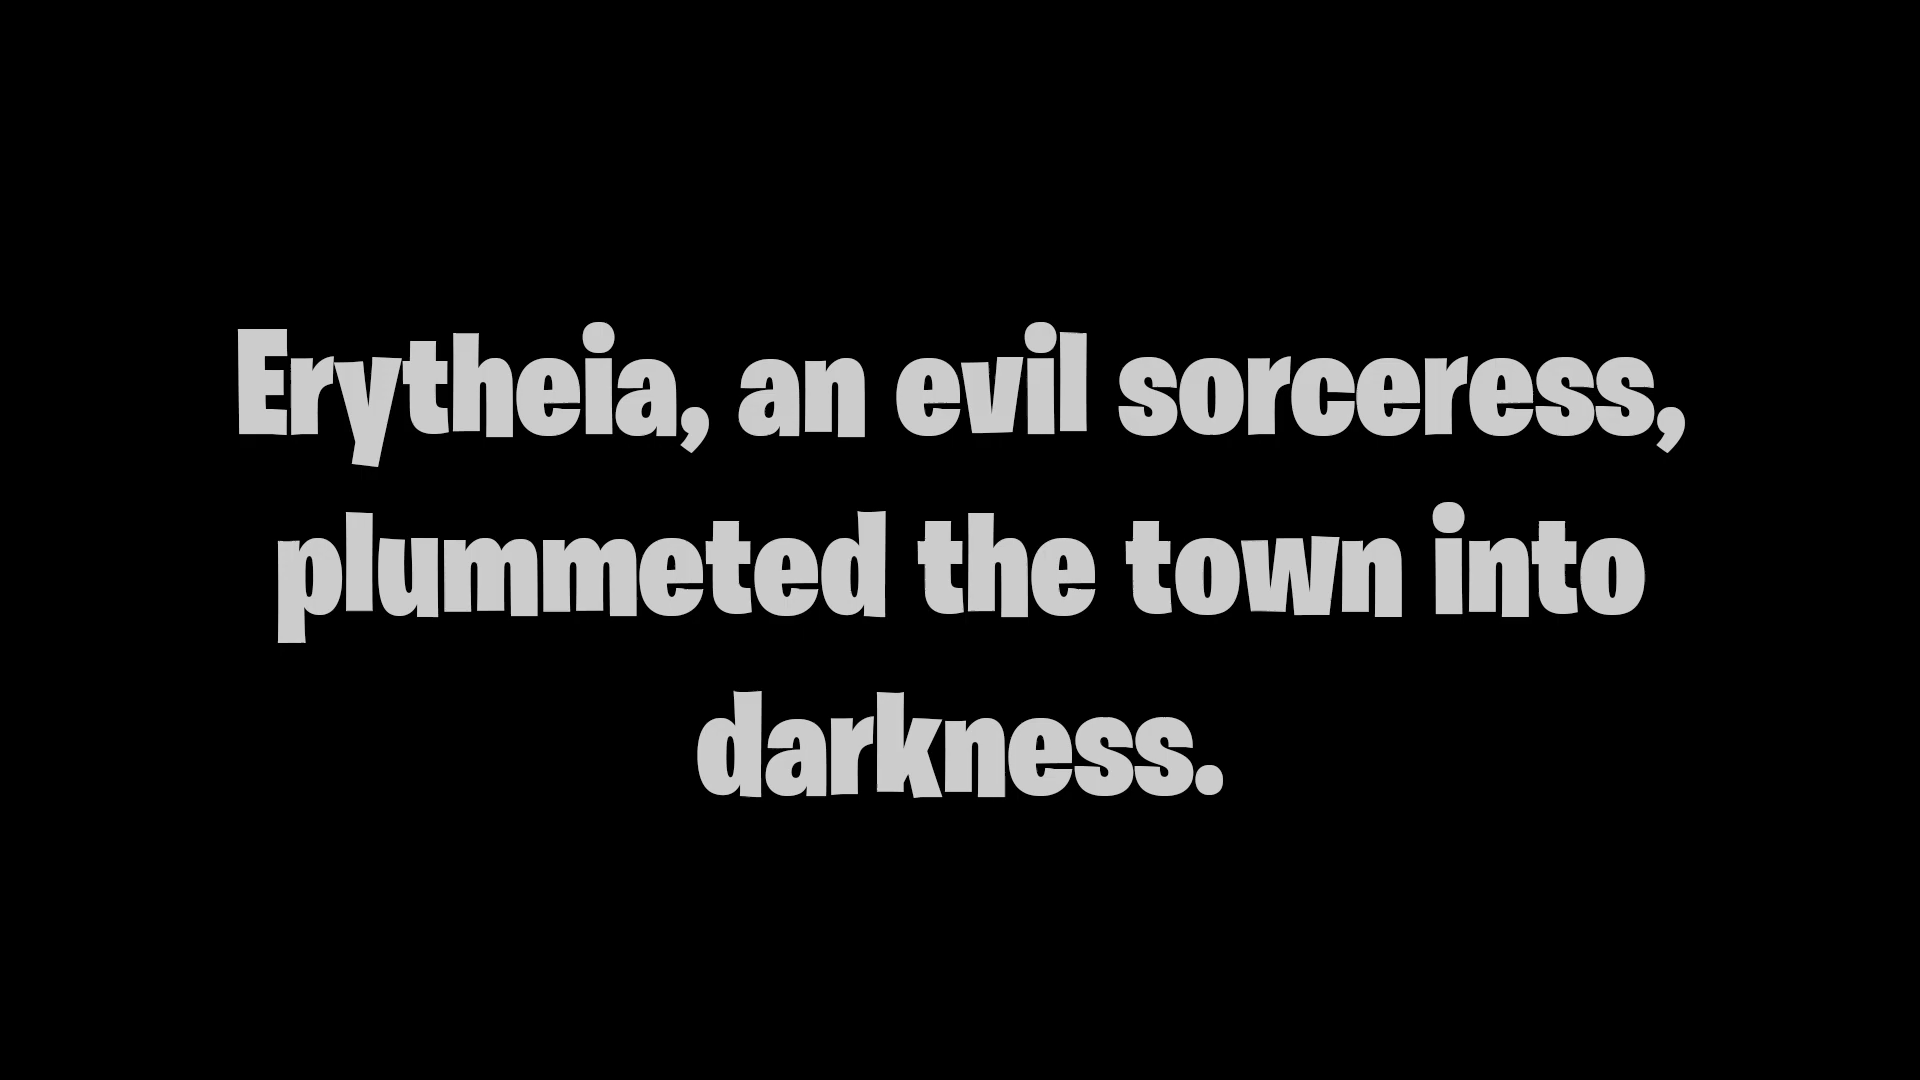 Erytheia, an evil sorceress,
plummeted the town into
darkness.